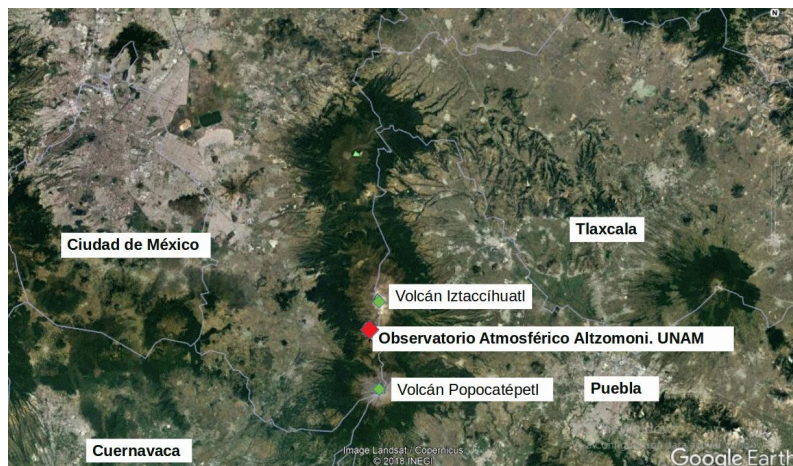 N
Tlaxcala
Ciudad de México
Volcán Iztaccíhuatl
Observatorio Atmosférico Altzomoni. UNAM
Volcán Popocatépetl
Puebla
Cuernavaca
Image Landsat / Copernicus
© 2018 INEGI
Google Earth